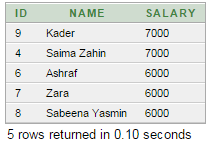 ID NAME SALARY
9 Kader 7000
4 Saima Zahin 7000
6 Ashraf 6000
7 Zara 6000
8 Sabeena Yasmin 6000
5 rows returned in 0.10 seconds